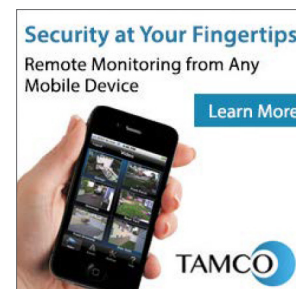 Security at Your Fingertips
Remote Monitoring from Any
Mobile Device
Learn More
TAMCO